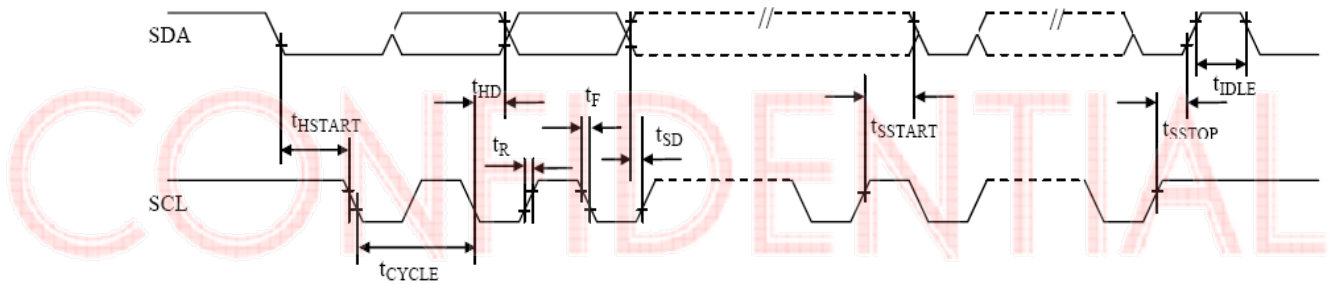 SDA
tHD
tF
tIDLE
tHSTART
tSD
tSSTART
tSSTOP
tR
SCL
tCYCLE
CONFIDENTIAL